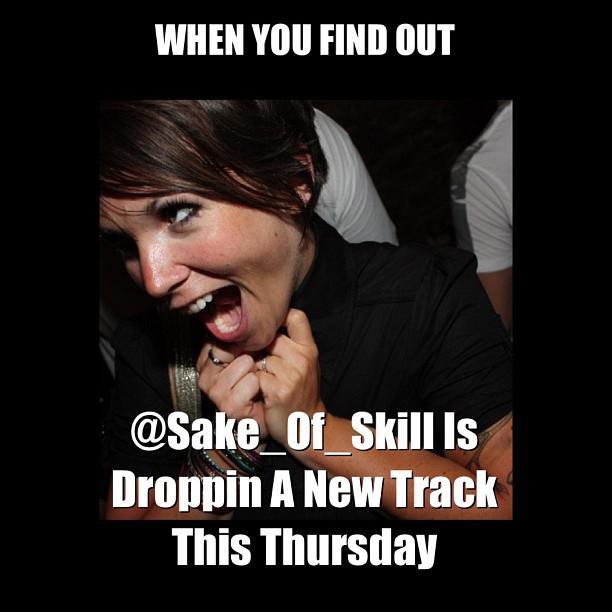 WHEN YOU FIND OUT
@Sake_Of_Skill Is
Droppin A New Track
This Thursday